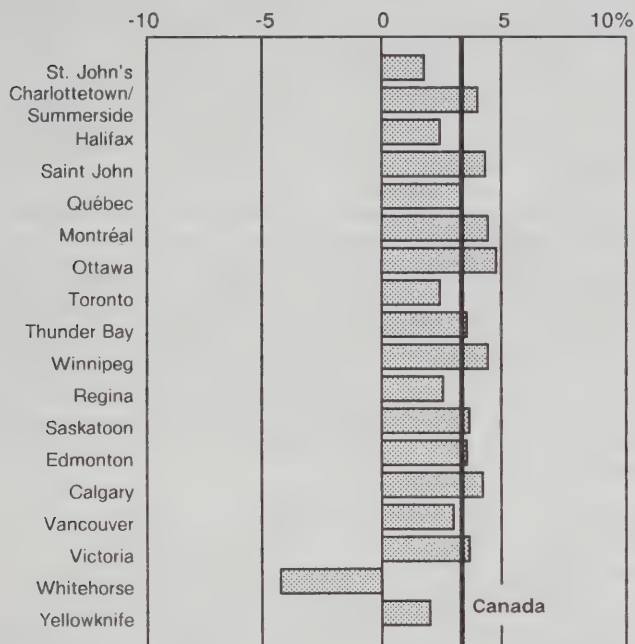 -10 -5 0 5 10%
St. John's
Charlottetown/
Summerside
Halifax
Saint John
Québec
Montréal
Ottawa
Toronto
Thunder Bay
Winnipeg
Regina
Saskatoon
Edmonton
Calgary
Vancouver
Victoria
Whitehorse
Yellowknife
Canada